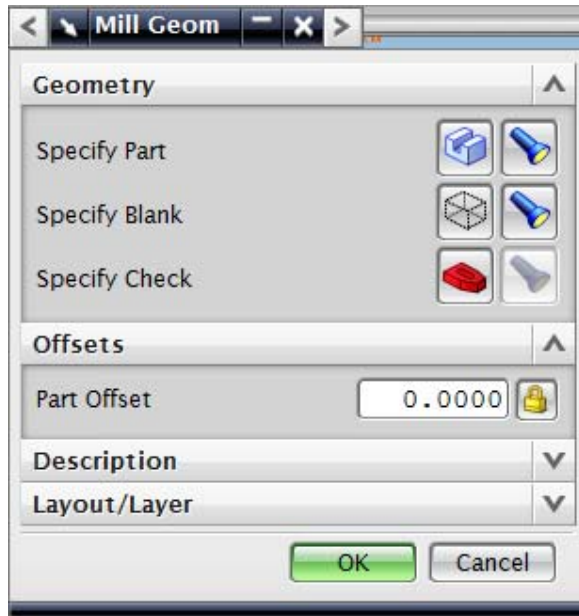 Mill Geom
Geometry
Specify Part
Specify Blank
Specify Check
Offsets
Part Offset 0.0000
Description
Layout/Layer
OK Cancel